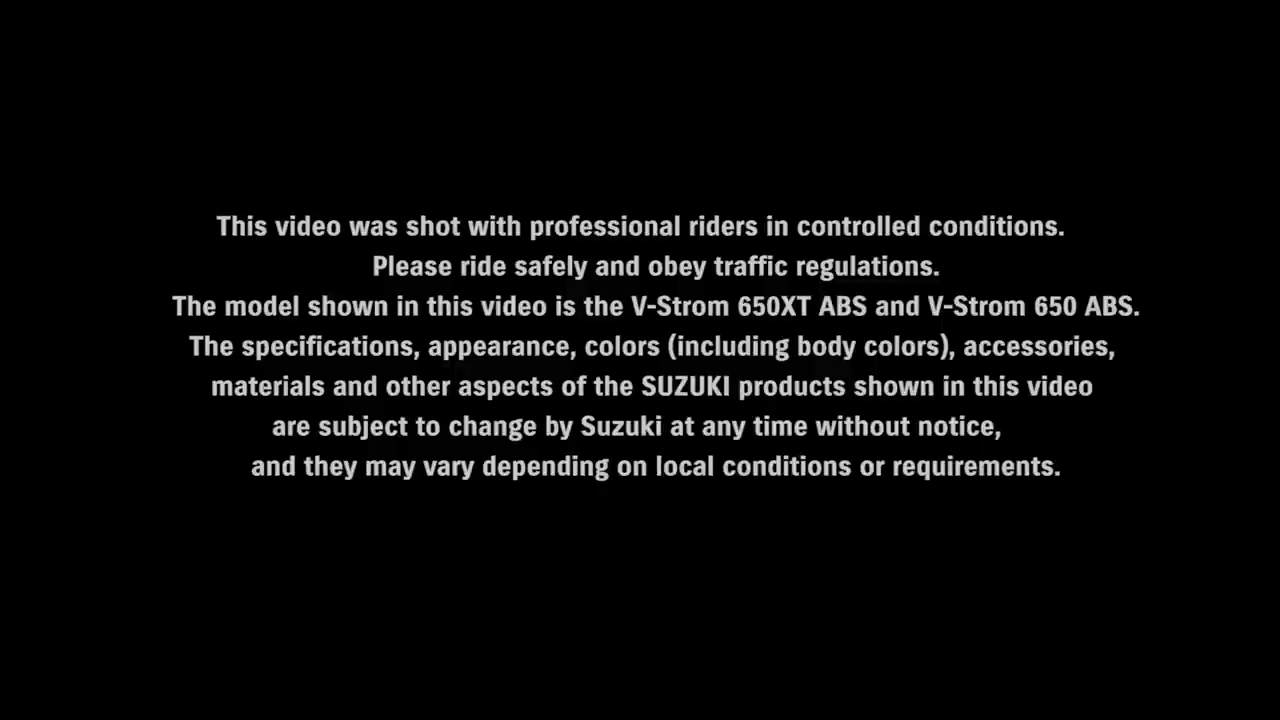 This video was shot with professional riders in controlled conditions.
Please ride safely and obey traffic regulations.
The model shown in this video is the V-Strom 650XT ABS and V-Strom 650 ABS.
The specifications, appearance, colors (including body colors), accessories,
materials and other aspects of the SUZUKI products shown in this video
are subject to change by Suzuki at any time without notice,
and they may vary depending on local conditions or requirements.